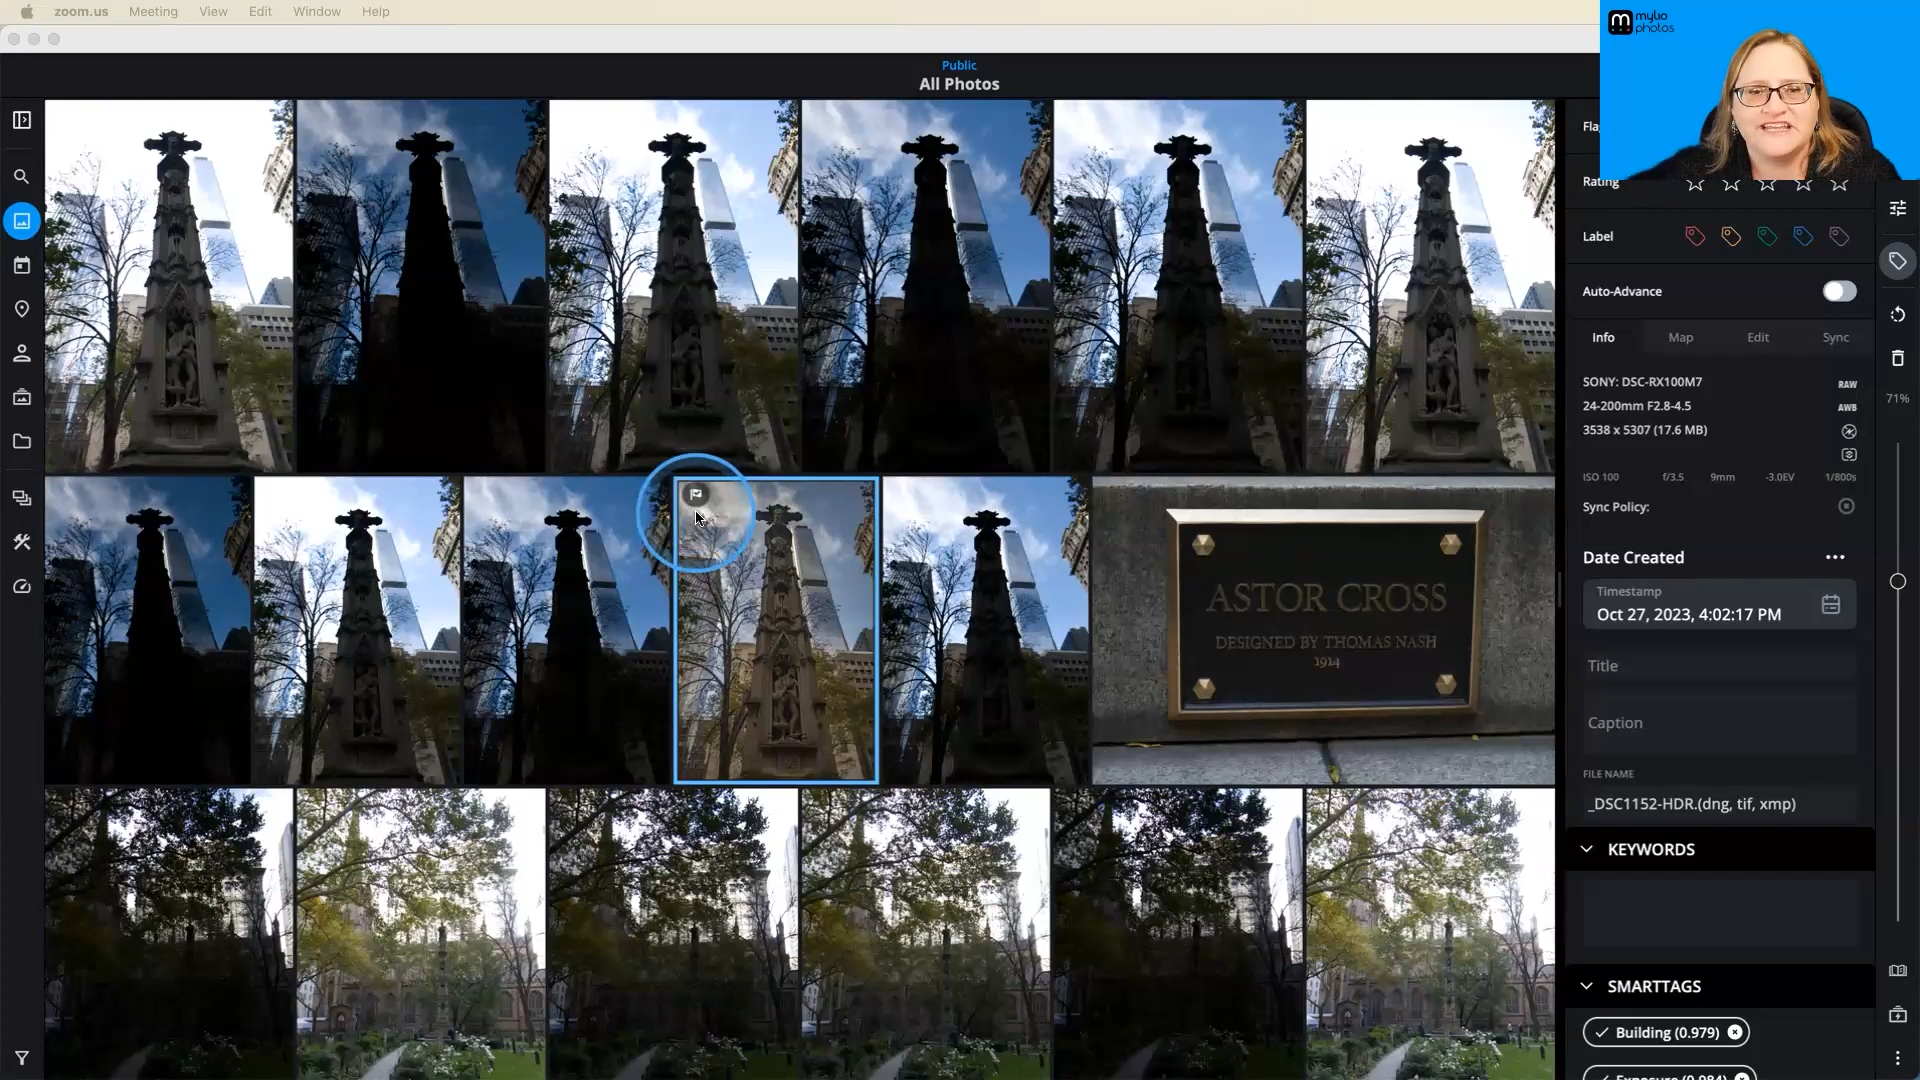 zoom.us Meeting View Edit Window Help
mylio
photos
Public
All Photos
Rating
Label
Auto-Advance
Info Map Edit Sync
SONY: DSC-RX100M7 RAW
24-200mm F2.8-4.5 AWB
3538 x 5307 (17.6 MB)
71%
ISO 100 f/3.5 9mm -3.0EV 1/800s
Sync Policy:
Date Created
Timestamp
Oct 27, 2023, 4:02:17 PM
Title
Caption
FILE NAME
_DSC1152-HDR.(dng, tif, xmp)
KEYWORDS
SMARTTAGS
Building (0.979)
ASTOR CROSS
DESIGNED BY THOMAS NASH
1914